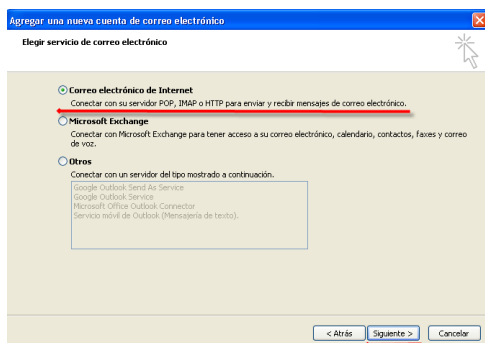 Agregar una nueva cuenta de correo electrónico
Elegir servicio de correo electrónico
Correo electrónico de Internet
Conectar con su servidor POP, IMAP o HTTP para enviar y recibir mensajes de correo electrónico.
Microsoft Exchange
Conectar con Microsoft Exchange para tener acceso a su correo electrónico, calendario, contactos, faxes y correo
de voz.
Otros
Conectar con un servidor del tipo mostrado a continuación.
Google Outlook Send As Service
Google Outlook Service
Microsoft Office Outlook Connector
Servicio móvil de Outlook (Mensajería de texto).
< Atrás Siguiente > Cancelar